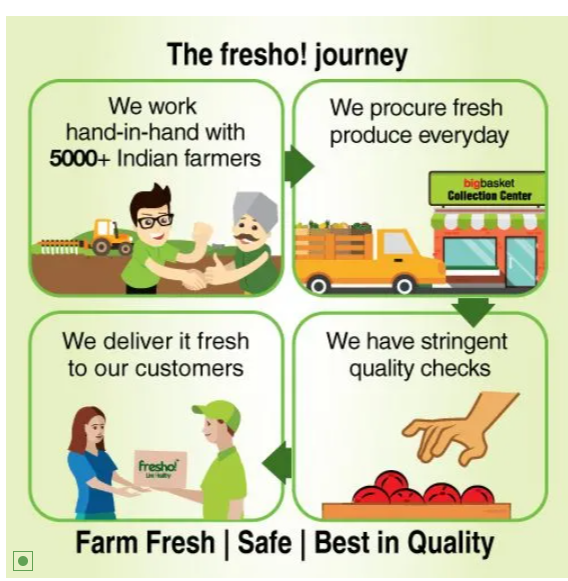 The fresho! journey
We work
hand-in-hand with
5000+ Indian farmers
We procure fresh
produce everyday
bigbasket
Collection Center
We have stringent
quality checks
We deliver it fresh
to our customers
fresho!
Farm Fresh | Safe | Best in Quality